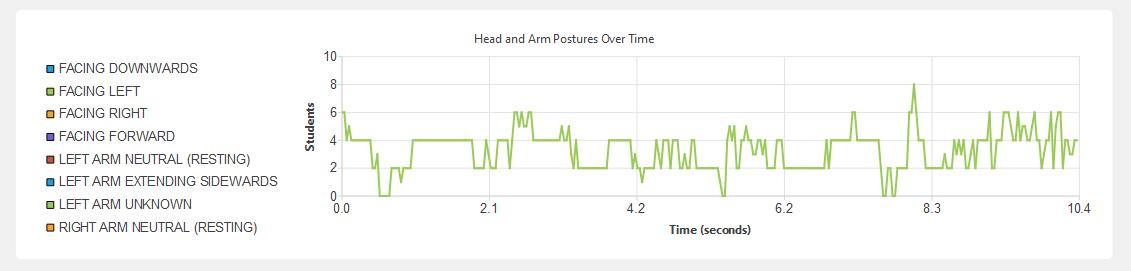 Head and Arm Postures Over Time
FACING DOWNWARDS
FACING LEFT
FACING RIGHT
FACING FORWARD
LEFT ARM NEUTRAL (RESTING)
LEFT ARM EXTENDING SIDEWARDS
LEFT ARM UNKNOWN
RIGHT ARM NEUTRAL (RESTING)
Students
10
8
6
4
2
0
0.0 2.1 4.2 6.2 8.3 10.4
Time (seconds)